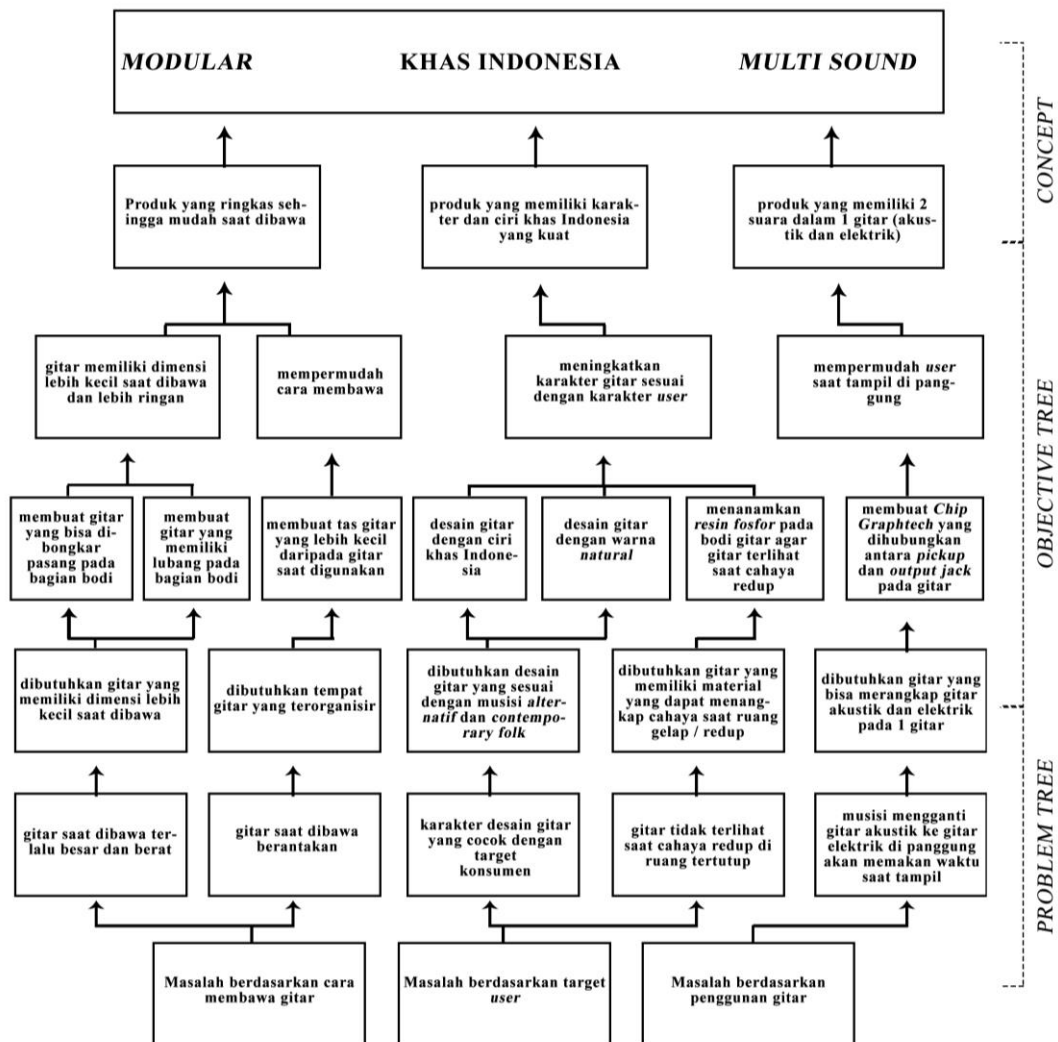 MODULAR KHAS INDONESIA MULTI SOUND
Produk yang ringkas seh-
ingga mudah saat dibawa
produk yang memiliki karak-
ter dan ciri khas Indonesia
yang kuat
produk yang memiliki 2
suara dalam 1 gitar (akus-
tik dan elektrik)
gitar memiliki dimensi
lebih kecil saat dibawa
dan lebih ringan
mempermudah
cara membawa
meningkatkan
karakter gitar sesuai
dengan karakter user
mempermudah user
saat tampil di pang-
gung
membuat gitar
yang bisa di-
bongkar
pasang pada
bagian bodi
membuat
gitar yang
memiliki
lubang pada
bagian bodi
membuat tas gitar
yang lebih kecil
daripada gitar
saat digunakan
desain gitar
dengan ciri
khas Indone-
sia
desain gitar
dengan warna
natural
menanamkan
resin fosfor pada
bodi gitar agar
gitar terlihat
saat cahaya
redup
membuat Chip
Graphtech yang
dihubungkan
antara pickup
dan output jack
pada gitar
dibutuhkan gitar yang
memiliki dimensi lebih
kecil saat dibawa
dibutuhkan tempat
gitar yang terorganisir
dibutuhkan desain
gitar yang sesuai
dengan musisi alter-
natif dan contempo-
rary folk
dibutuhkan gitar yang
memiliki material
yang dapat menang-
kap cahaya saat ruang
gelap / redup
dibutuhkan gitar yang
bisa merangkap gitar
akustik dan elektrik
pada 1 gitar
gitar saat dibawa ter-
lalu besar dan berat
gitar saat dibawa
berantakan
karakter desain gitar
yang cocok dengan
target
konsumen
gitar tidak terlihat
saat cahaya redup di
ruang tertutup
musisi mengganti
gitar akustik ke gitar
elektrik di panggung
akan memakan waktu
saat tampil
Masalah berdasarkan cara
membawa gitar
Masalah berdasarkan target
user
Masalah berdasarkan
penggunan gitar
CONCEPT
OBJECTIVE TREE
PROBLEM TREE